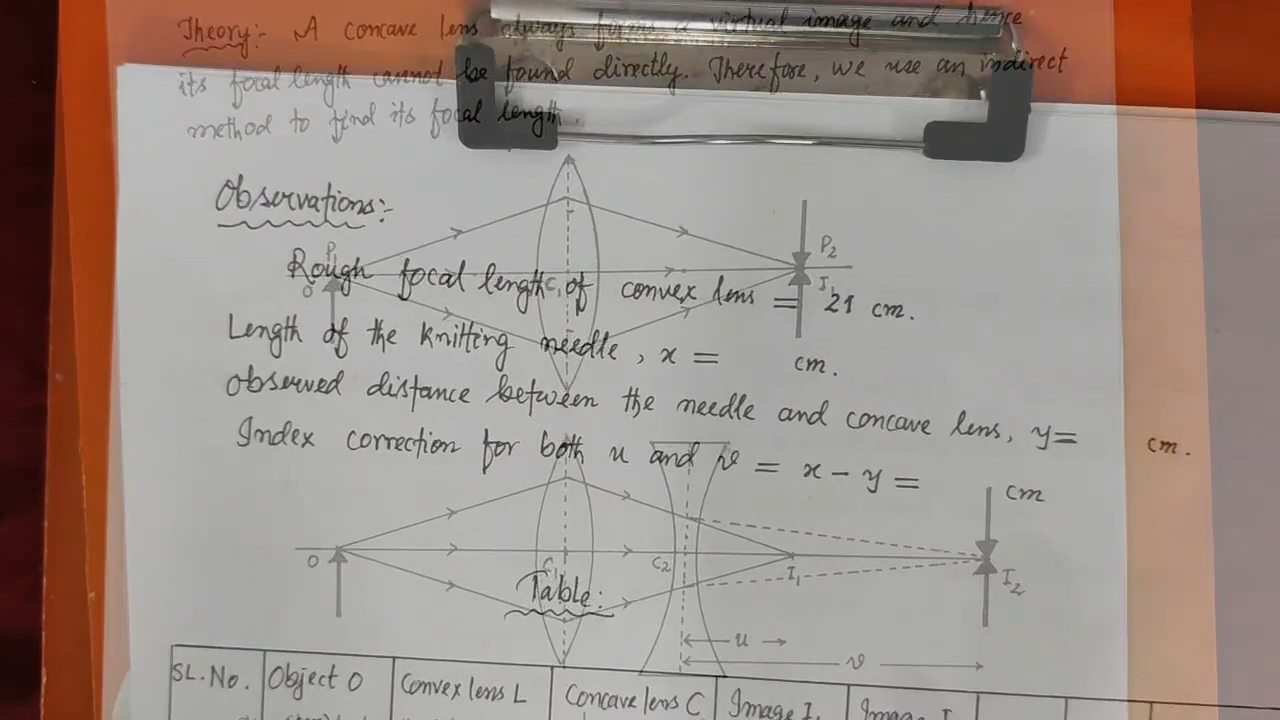 Theory:- A concave lens always forms a virtual image and hence
its focal length cannot be found directly. Therefore, we use an indirect
method to find its focal length.
Observations:-
P2
P1
Rough focal length of convex lens = 21 cm.
O C1 I1
Length of the Knitting needle, x = cm.
Observed distance between the needle and concave lens, y= cm.
Index correction for both u and v = x - y = cm
O C1 C2 I1 I2
Table:
u
v
SL.No. Object O Convex lens L Concave lens C Image I1 Image I